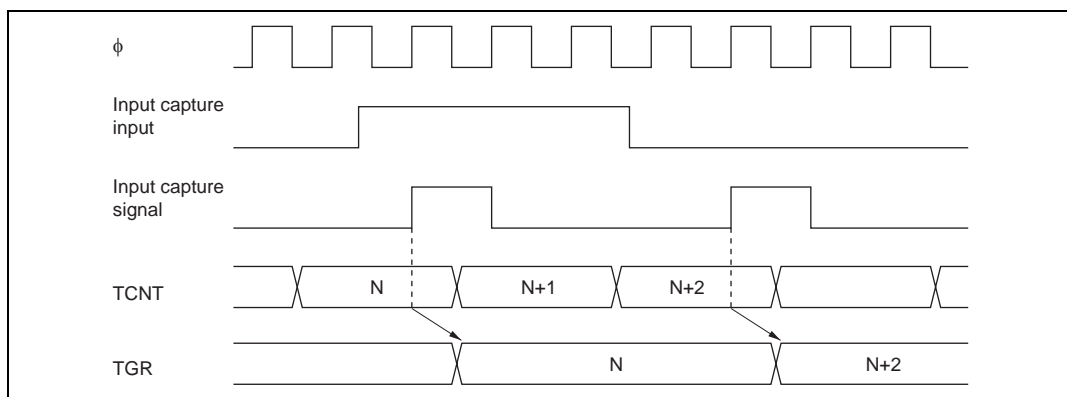 ϕ
Input capture
input
Input capture
signal
TCNT
N
N+1
N+2
TGR
N
N+2